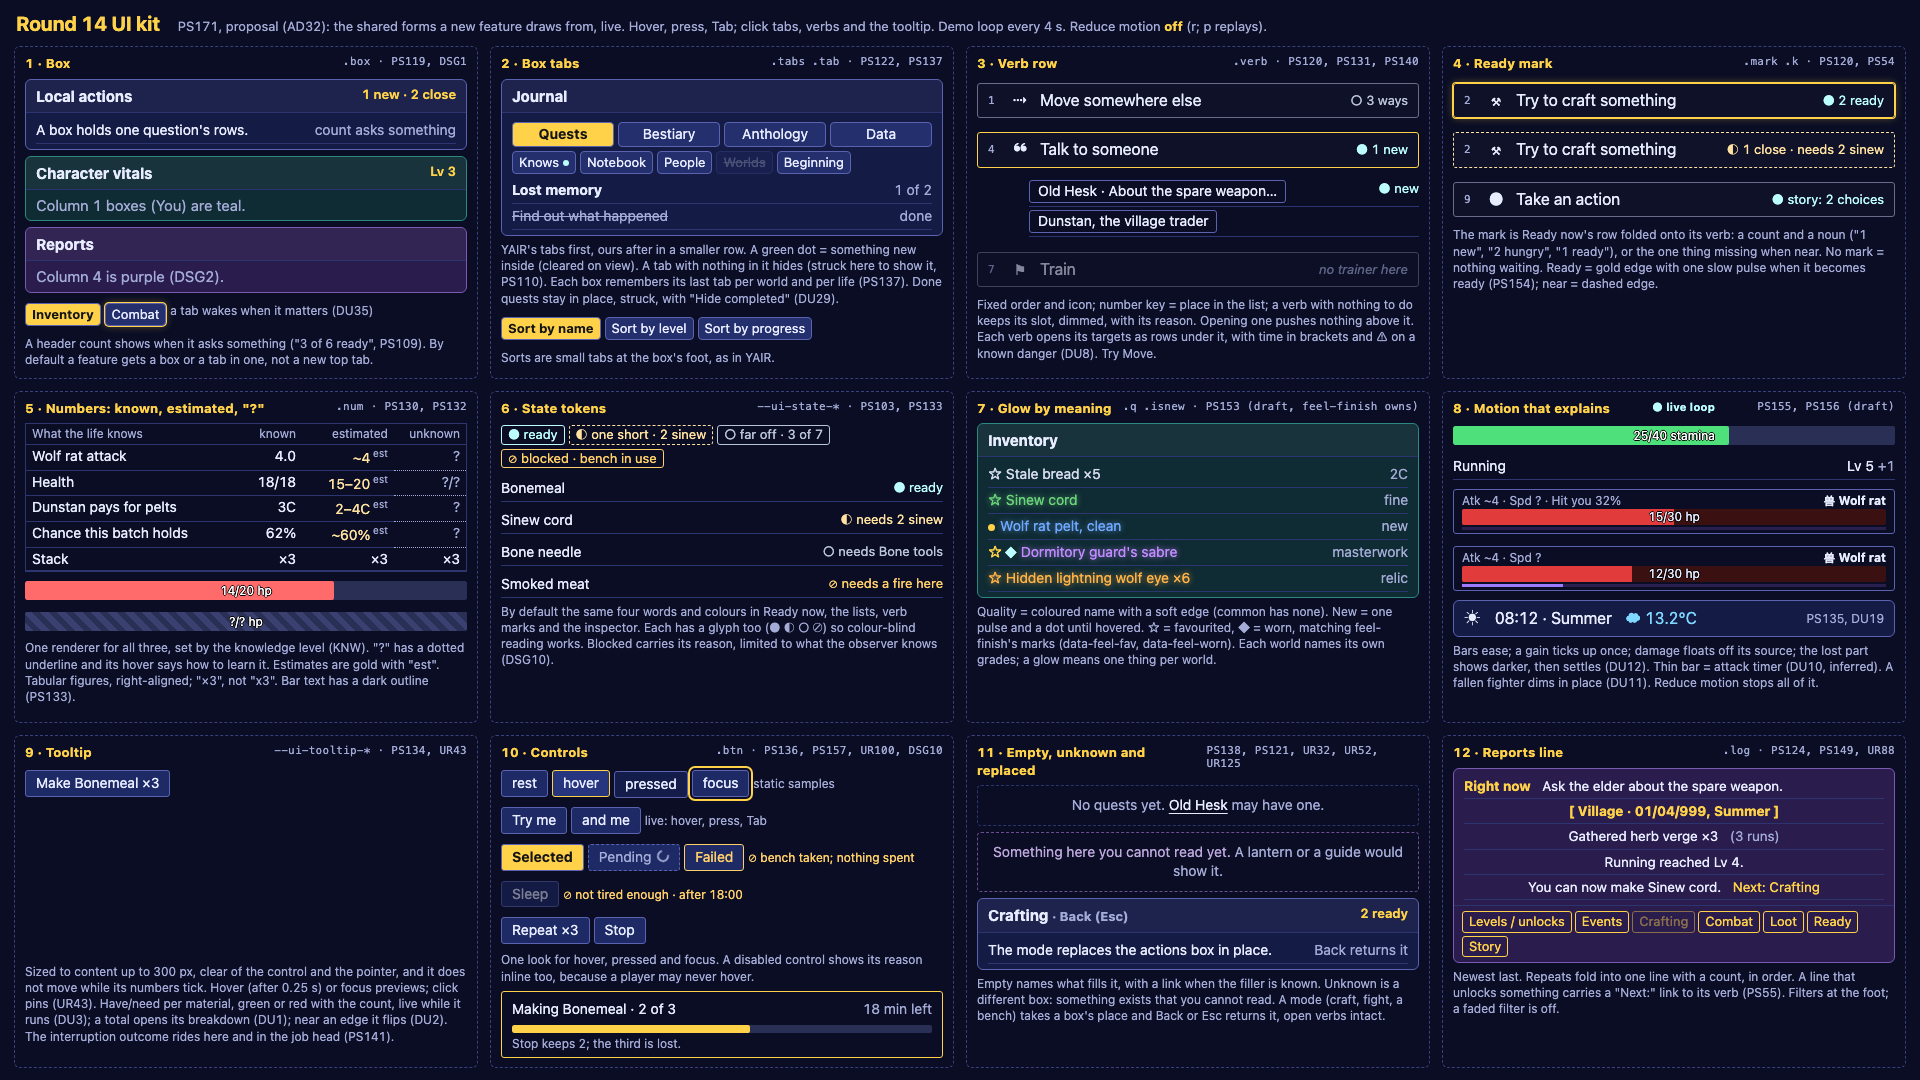 Round 14 UI kit
PS171, proposal (AD32): the shared forms a new feature draws from, live. Hover, press, Tab; click tabs, verbs and the tooltip. Demo loop every 4 s. Reduce motion off (r; p replays).
1 · Box
.box · PS119, DSG1
Local actions
1 new · 2 close
A box holds one question's rows.
count asks something
Character vitals
Lv 3
Column 1 boxes (You) are teal.
Reports
Column 4 is purple (DSG2).
Inventory
Combat
a tab wakes when it matters (DU35)
A header count shows when it asks something ("3 of 6 ready", PS109). By
default a feature gets a box or a tab in one, not a new top tab.
2 · Box tabs
.tabs .tab · PS122, PS137
Journal
Quests
Bestiary
Anthology
Data
Knows
Notebook
People
Worlds
Beginning
Lost memory
1 of 2
Find out what happened
done
YAIR's tabs first, ours after in a smaller row. A green dot = something new
inside (cleared on view). A tab with nothing in it hides (struck here to show it,
PS110). Each box remembers its last tab per world and per life (PS137). Done
quests stay in place, struck, with "Hide completed" (DU29).
Sort by name
Sort by level
Sort by progress
Sorts are small tabs at the box's foot, as in YAIR.
3 · Verb row
.verb · PS120, PS131, PS140
1 Move somewhere else
3 ways
4 Talk to someone
1 new
Old Hesk · About the spare weapon...
new
Dunstan, the village trader
7 Train
no trainer here
Fixed order and icon; number key = place in the list; a verb with nothing to do
keeps its slot, dimmed, with its reason. Opening one pushes nothing above it.
Each verb opens its targets as rows under it, with time in brackets and ⚠ on a
known danger (DU8). Try Move.
4 · Ready mark
.mark .k · PS120, PS54
2 Try to craft something
2 ready
2 Try to craft something
1 close · needs 2 sinew
9 Take an action
story: 2 choices
The mark is Ready now's row folded onto its verb: a count and a noun ("1
new", "2 hungry", "1 ready"), or the one thing missing when near. No mark =
nothing waiting. Ready = gold edge with one slow pulse when it becomes
ready (PS154); near = dashed edge.
5 · Numbers: known, estimated, "?"
.num · PS130, PS132
What the life knows known estimated unknown
Wolf rat attack 4.0 ~4 est ?
Health 18/18 15–20 est ?/?
Dunstan pays for pelts 3C 2–4C est ?
Chance this batch holds 62% ~60% est ?
Stack ×3 ×3 ×3
14/20 hp
?/? hp
One renderer for all three, set by the knowledge level (KNW). "?" has a dotted
underline and its hover says how to learn it. Estimates are gold with "est".
Tabular figures, right-aligned; "×3", not "x3". Bar text has a dark outline
(PS133).
6 · State tokens
--ui-state-* · PS103, PS133
ready
one short · 2 sinew
far off · 3 of 7
⊘ blocked · bench in use
Bonemeal
ready
Sinew cord
needs 2 sinew
Bone needle
needs Bone tools
Smoked meat
⊘ needs a fire here
By default the same four words and colours in Ready now, the lists, verb
marks and the inspector. Each has a glyph too (● ◐ ○ ⊘) so colour-blind
reading works. Blocked carries its reason, limited to what the observer knows
(DSG10).
7 · Glow by meaning
.q .isnew · PS153 (draft, feel-finish owns)
Inventory
☆ Stale bread ×5
2C
☆ Sinew cord
fine
Wolf rat pelt, clean
new
☆ ◆ Dormitory guard's sabre
masterwork
☆ Hidden lightning wolf eye ×6
relic
Quality = coloured name with a soft edge (common has none). New = one
pulse and a dot until hovered. ☆ = favourited, ◆ = worn, matching feel-
finish's marks (data-feel-fav, data-feel-worn). Each world names its own
grades; a glow means one thing per world.
8 · Motion that explains
live loop
PS155, PS156 (draft)
25/40 stamina
Running
Lv 5 +1
Atk ~4 · Spd ? · Hit you 32%
Wolf rat
15/30 hp
Atk ~4 · Spd ?
Wolf rat
12/30 hp
08:12 · Summer
13.2°C
PS135, DU19
Bars ease; a gain ticks up once; damage floats off its source; the lost part
shows darker, then settles (DU12). Thin bar = attack timer (DU10, inferred). A
fallen fighter dims in place (DU11). Reduce motion stops all of it.
9 · Tooltip
--ui-tooltip-* · PS134, UR43
Make Bonemeal ×3
Sized to content up to 300 px, clear of the control and the pointer, and it does
not move while its numbers tick. Hover (after 0.25 s) or focus previews; click
pins (UR43). Have/need per material, green or red with the count, live while it
runs (DU3); a total opens its breakdown (DU1); near an edge it flips (DU2).
The interruption outcome rides here and in the job head (PS141).
10 · Controls
.btn · PS136, PS157, UR100, DSG10
rest
hover
pressed
focus
static samples
Try me
and me
live: hover, press, Tab
Selected
Pending
Failed
⊘ bench taken; nothing spent
Sleep
⊘ not tired enough · after 18:00
Repeat ×3
Stop
One look for hover, pressed and focus. A disabled control shows its reason
inline too, because a player may never hover.
Making Bonemeal · 2 of 3
18 min left
Stop keeps 2; the third is lost.
11 · Empty, unknown and
replaced
PS138, PS121, UR32, UR52,
UR125
No quests yet. Old Hesk may have one.
Something here you cannot read yet. A lantern or a guide would
show it.
Crafting · Back (Esc)
2 ready
The mode replaces the actions box in place.
Back returns it
Empty names what fills it, with a link when the filler is known. Unknown is a
different box: something exists that you cannot read. A mode (craft, fight, a
bench) takes a box's place and Back or Esc returns it, open verbs intact.
12 · Reports line
.log · PS124, PS149, UR88
Right now Ask the elder about the spare weapon.
[ Village · 01/04/999, Summer ]
Gathered herb verge ×3 (3 runs)
Running reached Lv 4.
You can now make Sinew cord. Next: Crafting
Levels / unlocks
Events
Crafting
Combat
Loot
Ready
Story
Newest last. Repeats fold into one line with a count, in order. A line that
unlocks something carries a "Next:" link to its verb (PS55). Filters at the foot;
a faded filter is off.